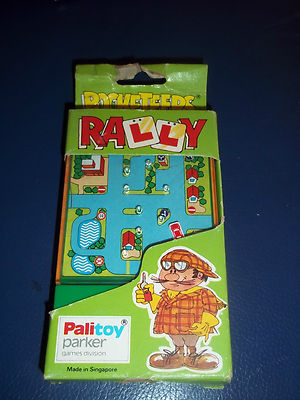 POCKETEERS
RALLY
Palitoy®
parker
games division
Made in Singapore